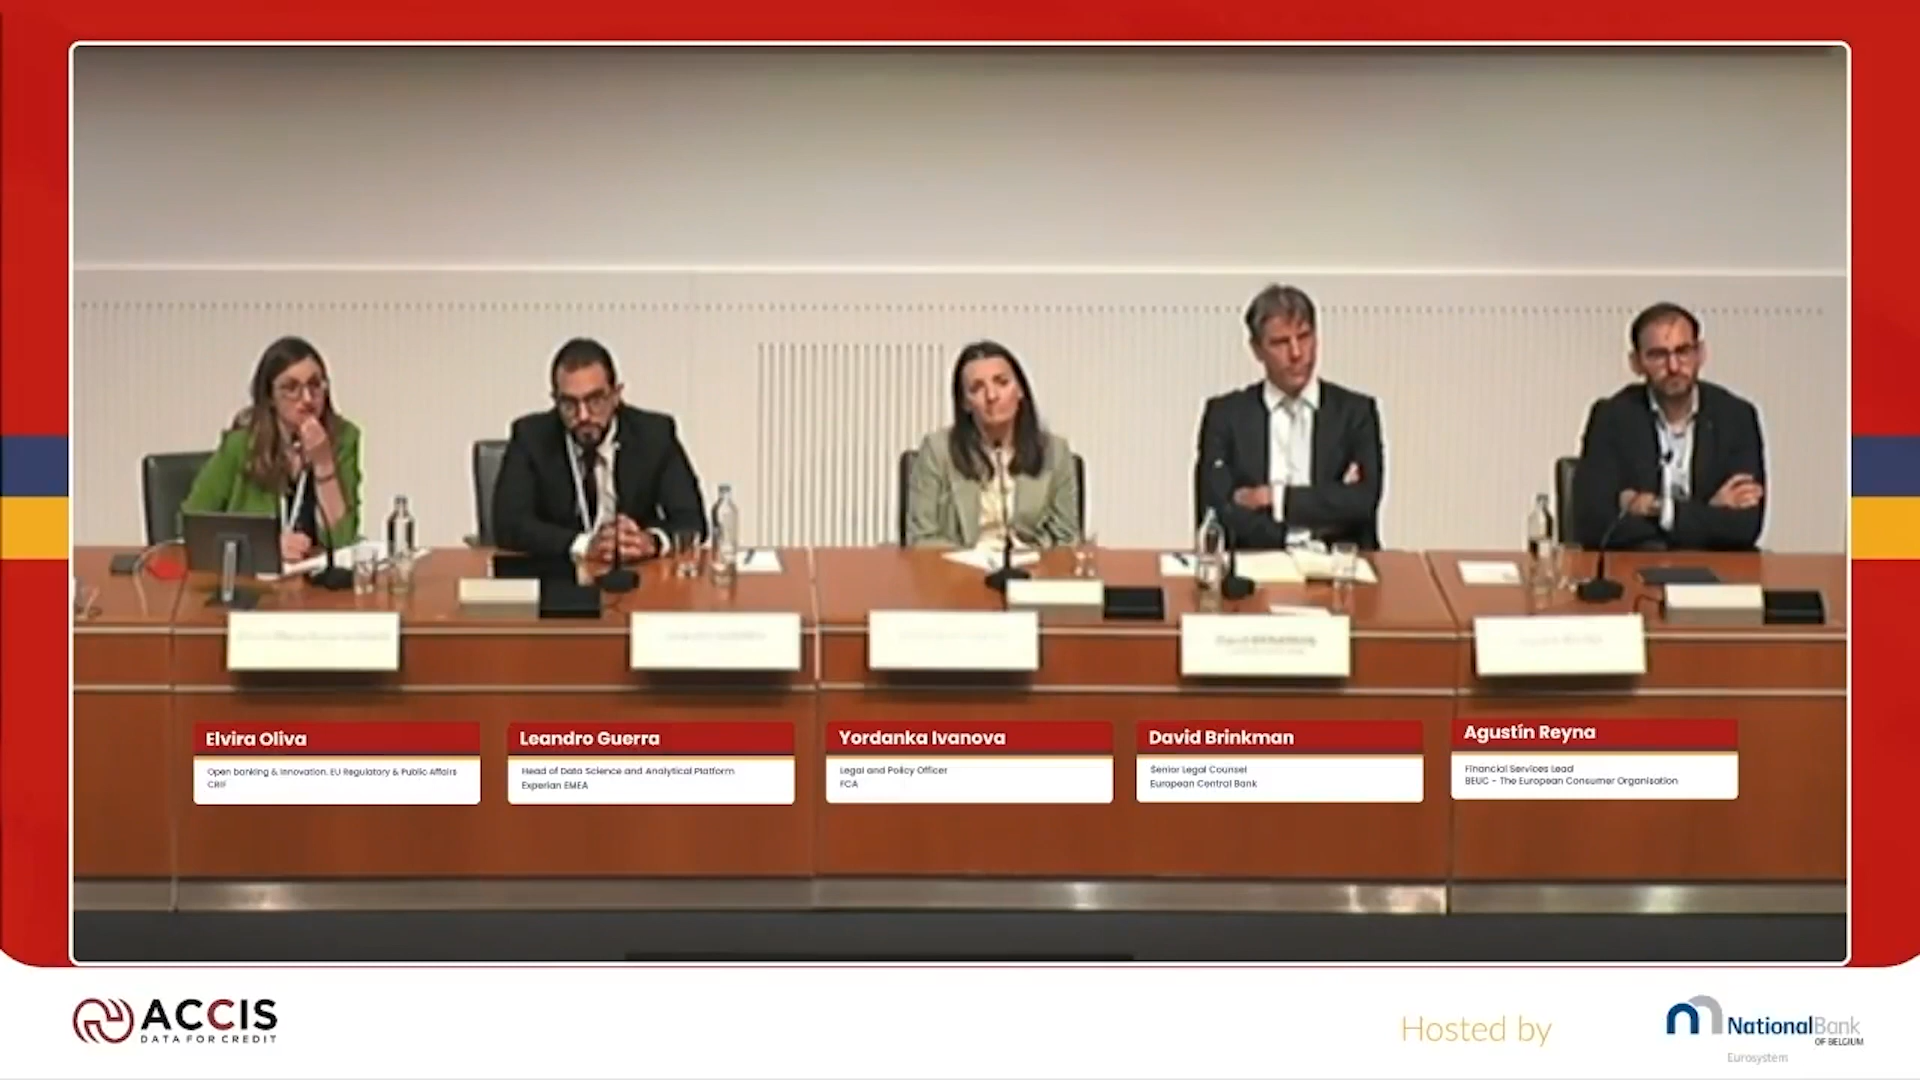 Elvira Oliva
Open banking & Innovation. EU Regulatory & Public Affairs
CRIF
Leandro Guerra
Head of Data Science and Analytical Platform
Experian EMEA
Yordanka Ivanova
Legal and Policy Officer
FCA
David Brinkman
Senior Legal Counsel
European Central Bank
Agustín Reyna
Financial Services Lead
BEUC - The European Consumer Organisation
ACCIS
DATA FOR CREDIT
Hosted by
NationalBank
OF BELGIUM
Eurosystem